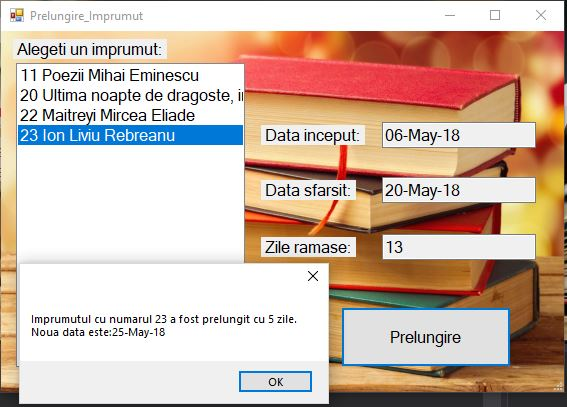 Prelungire_Imprumut
Alegeti un imprumut:
11 Poezii Mihai Eminescu
20 Ultima noapte de dragoste, in
22 Maitreyi Mircea Eliade
23 Ion Liviu Rebreanu
Data inceput:
06-May-18
Data sfarsit:
20-May-18
Zile ramase:
13
Prelungire
Imprumutul cu numarul 23 a fost prelungit cu 5 zile.
Noua data este:25-May-18
OK